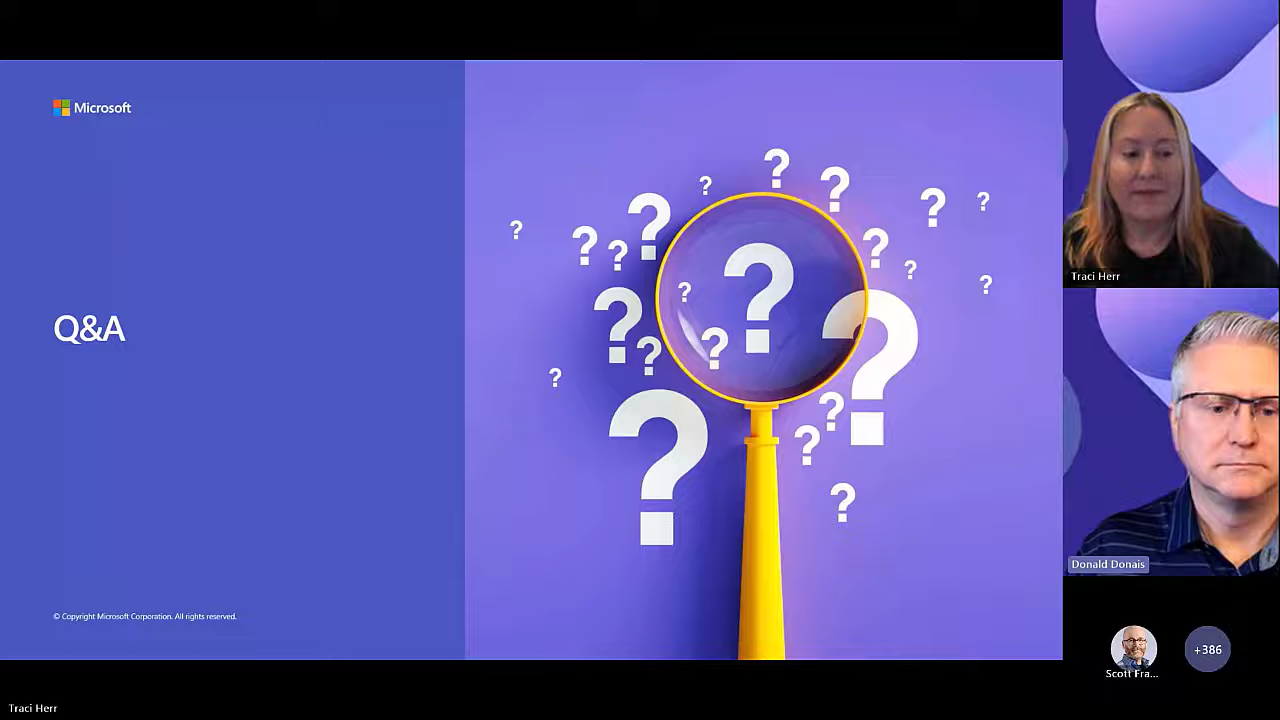 Microsoft
Q&A
© Copyright Microsoft Corporation. All rights reserved.
Traci Herr
Donald Donais
Scott Fra...
+386
Traci Herr